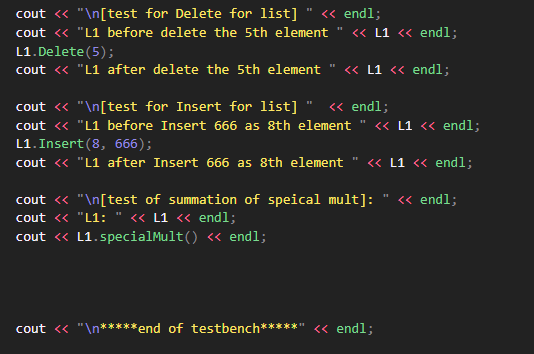 cout << "\n[test for Delete for list] " << endl;
cout << "L1 before delete the 5th element " << L1 << endl;
L1.Delete(5);
cout << "L1 after delete the 5th element " << L1 << endl;
cout << "\n[test for Insert for list] "  << endl;
cout << "L1 before Insert 666 as 8th element " << L1 << endl;
L1.Insert(8, 666);
cout << "L1 after Insert 666 as 8th element " << L1 << endl;
cout << "\n[test of summation of speical mult]: " << endl;
cout << "L1: " << L1 << endl;
cout << L1.specialMult() << endl;
cout << "\n*****end of testbench*****" << endl;